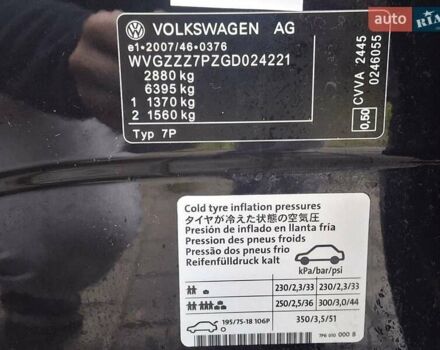 auto RIA
VOLKSWAGEN AG
e1*2007/46*0376
WVGZZZ7PZGD024221
2880 kg
6395 kg
1 1370 kg
2 1560 kg
Typ 7P
CVVA 2445
0246055
0,50
Cold tyre inflation pressures
タイヤが冷えた状態の空気圧
Presión de inflado en llanta fría
Pression des pneus froids
Pressão dos pneus frio
Reifenfülldruck kalt
kPa/bar/psi
230/2,3/33 230/2,3/33
250/2,5/36 300/3,0/44
195/75-18 106P 350/3,5/51
7P6 010 000 B